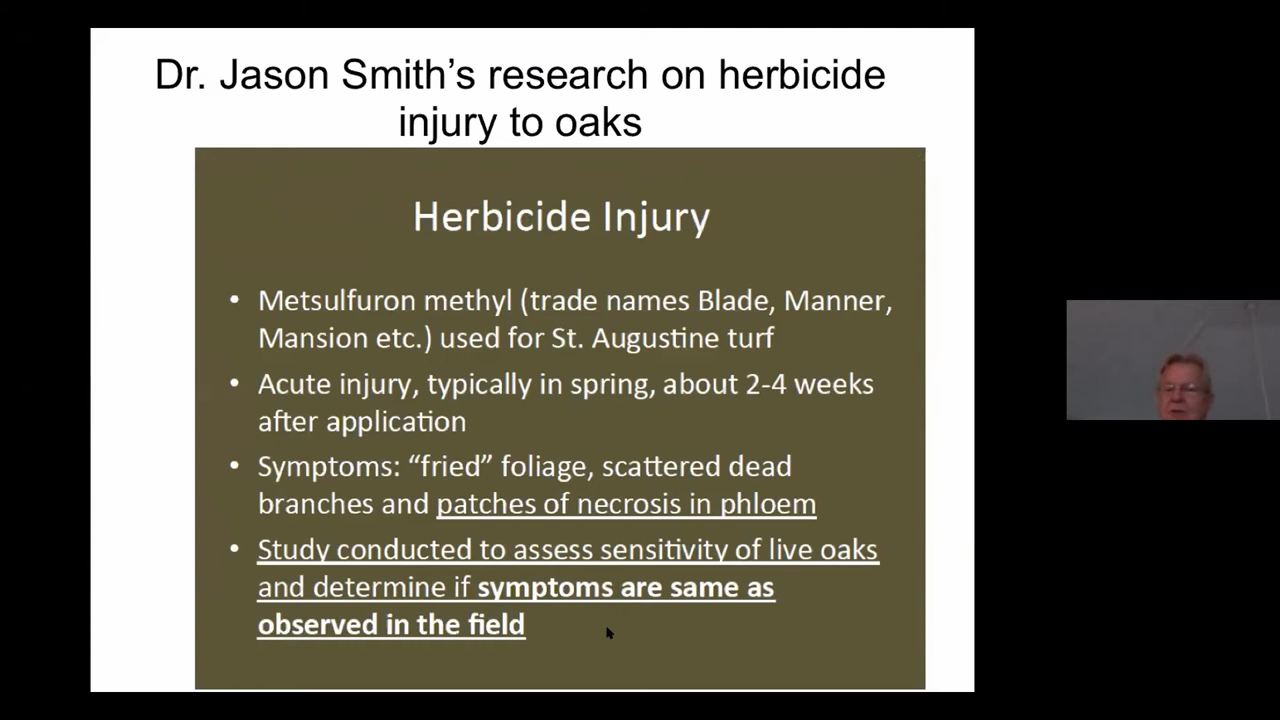 Dr. Jason Smith’s research on herbicide
injury to oaks
Herbicide Injury
• Metsulfuron methyl (trade names Blade, Manner,
Mansion etc.) used for St. Augustine turf
• Acute injury, typically in spring, about 2-4 weeks
after application
• Symptoms: “fried” foliage, scattered dead
branches and patches of necrosis in phloem
• Study conducted to assess sensitivity of live oaks
and determine if symptoms are same as
observed in the field